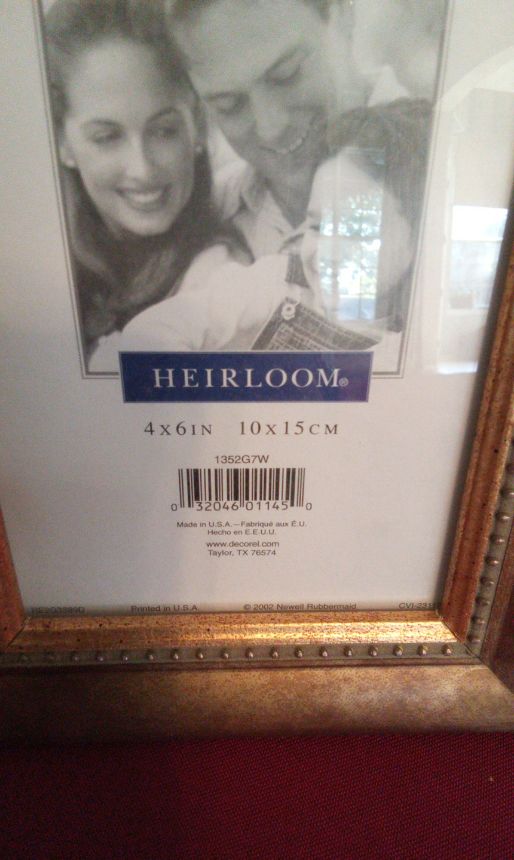 HEIRLOOM®
4x6IN 10x15CM
1352G7W
0 32046 01145 0
Made in U.S.A. – Fabriqué aux É.U.
Hecho en E.E.U.U.
www.decorel.com
Taylor, TX 76574
Printed in U.S.A. © 2002 Newell Rubbermaid